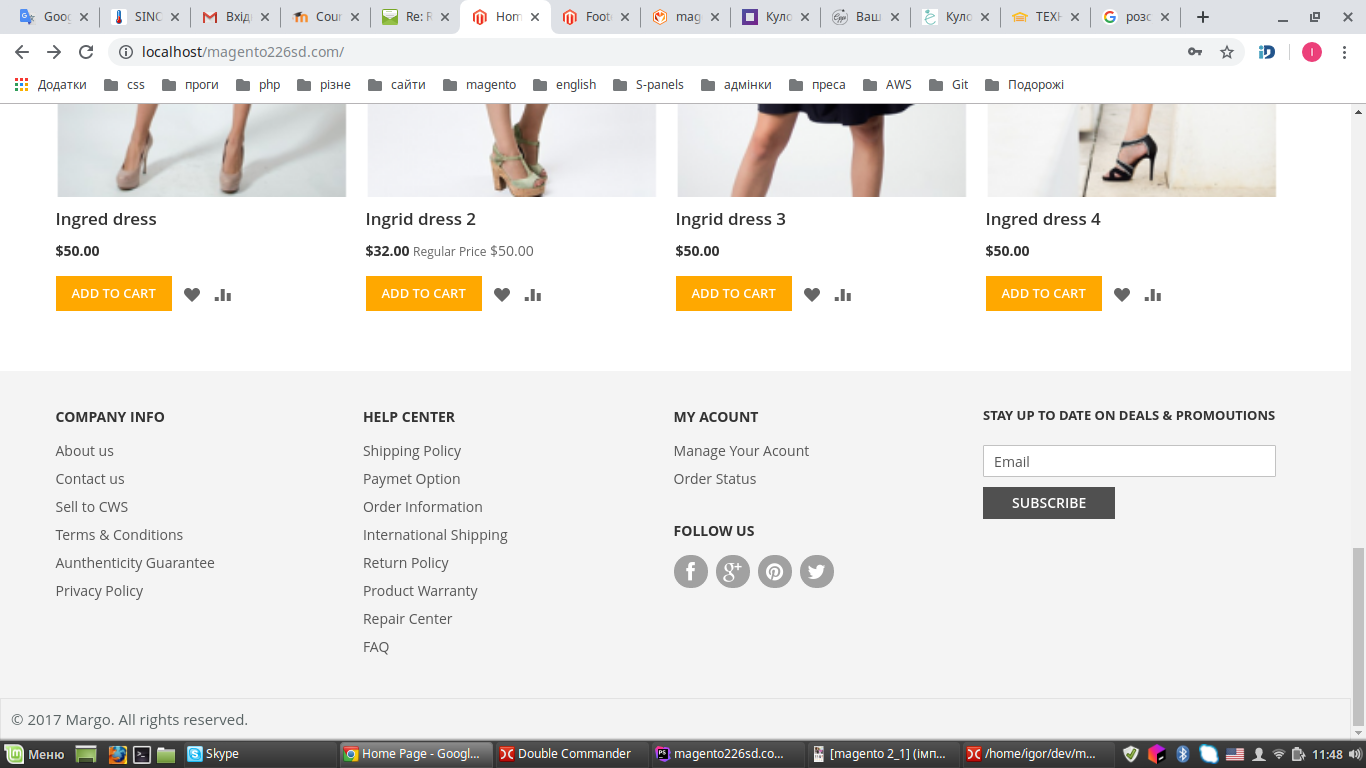 Goog
SINC
Вхід
Cour
Re: R
Hom
Foot
mag
Куло
Ваш
Куло
ТЕХН
розс
localhost/magento226sd.com/
Додатки css проги php різне сайти magento english S-panels адмінки преса AWS Git Подорожі
Ingred dress
Ingrid dress 2
Ingrid dress 3
Ingred dress 4
$50.00
$32.00 Regular Price $50.00
$50.00
$50.00
ADD TO CART
ADD TO CART
ADD TO CART
ADD TO CART
COMPANY INFO
About us
Contact us
Sell to CWS
Terms & Conditions
Aunthenticity Guarantee
Privacy Policy
HELP CENTER
Shipping Policy
Paymet Option
Order Information
International Shipping
Return Policy
Product Warranty
Repair Center
FAQ
MY ACOUNT
Manage Your Acount
Order Status
FOLLOW US
STAY UP TO DATE ON DEALS & PROMOUTIONS
Email
SUBSCRIBE
© 2017 Margo. All rights reserved.
Меню Skype Home Page - Googl... Double Commander magento226sd.co... [magento 2_1] (імп... /home/igor/dev/m... 11:48